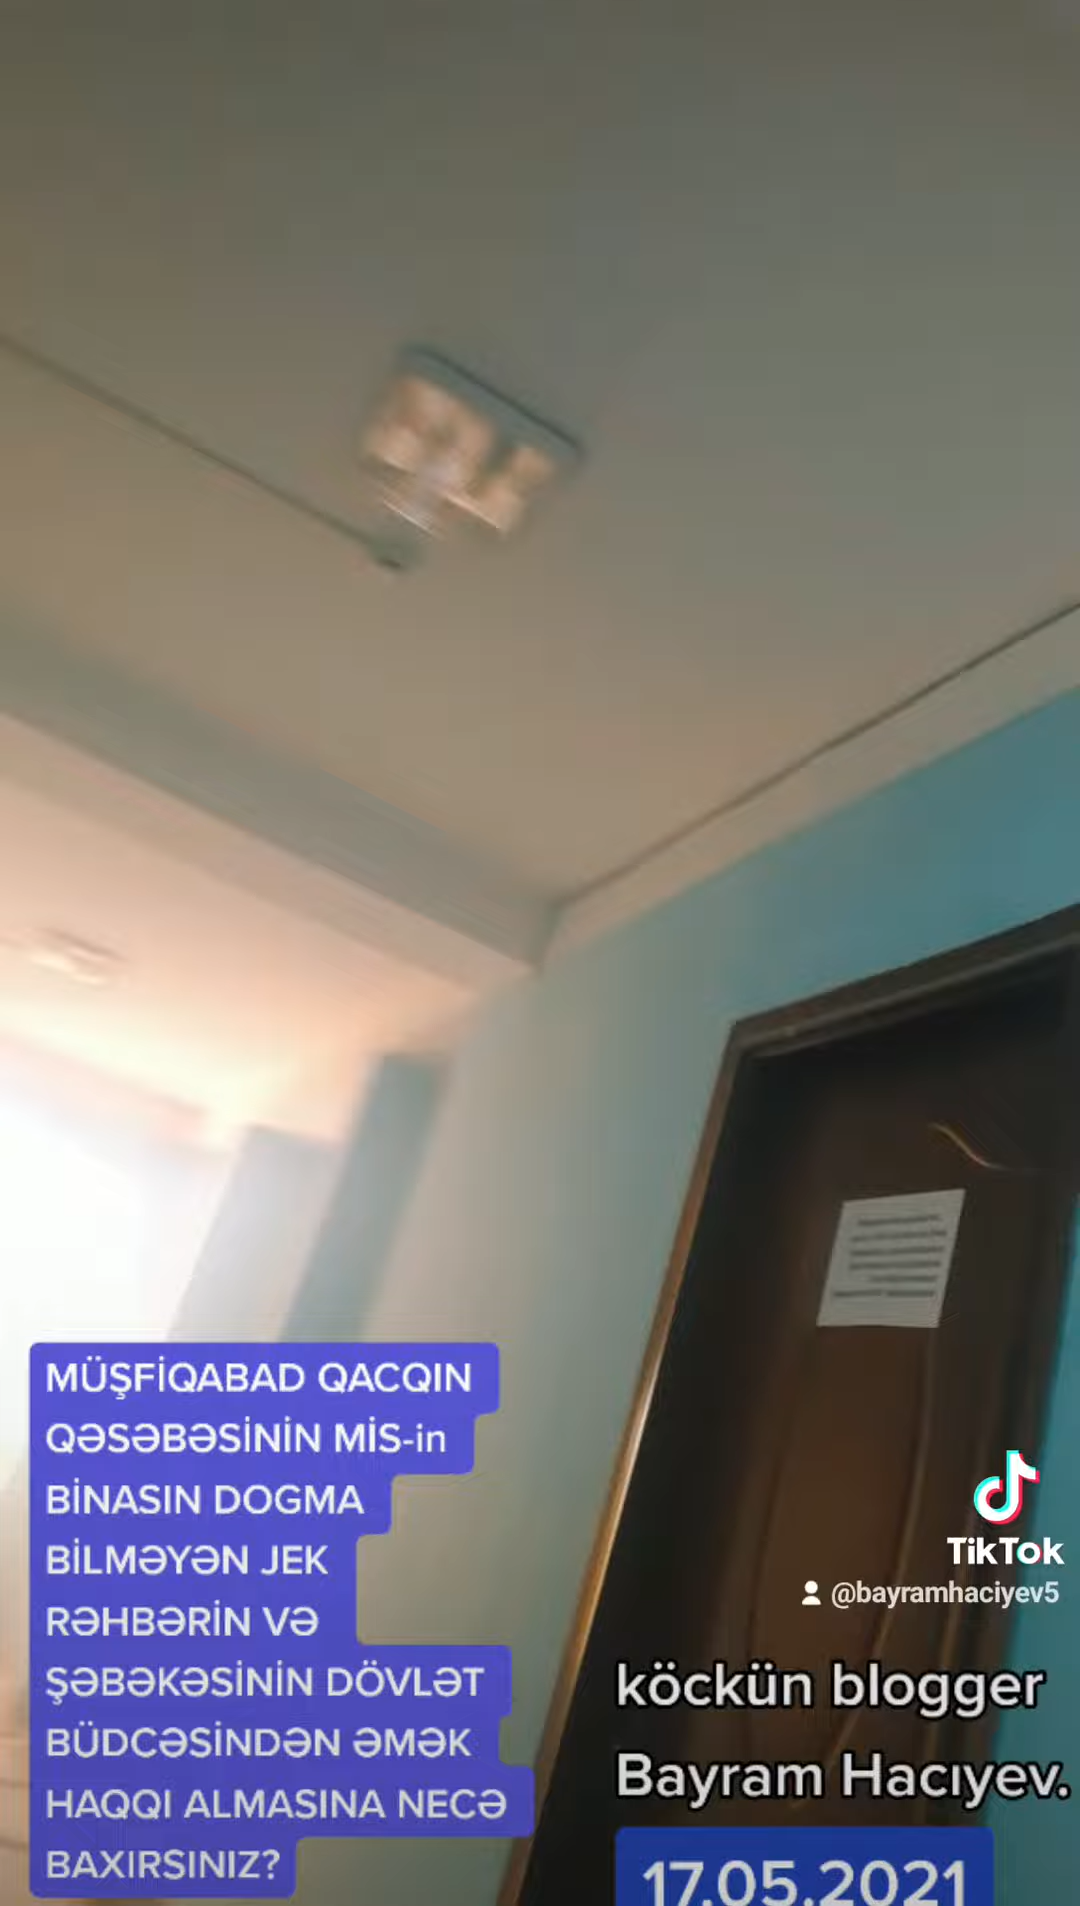 MÜŞFİQABAD QACQIN
QƏSƏBƏSİNİN MİS-in
BİNASIN DOGMA
BİLMƏYƏN JEK
RƏHBƏRİN VƏ
ŞƏBƏKƏSİNİN DÖVLƏT
BÜDCƏSİNDƏN ƏMƏK
HAQQI ALMASINA NECƏ
BAXIRSINIZ?
TikTok
@bayramhaciyev5
köckün blogger
Bayram Hacıyev.
17.05.2021